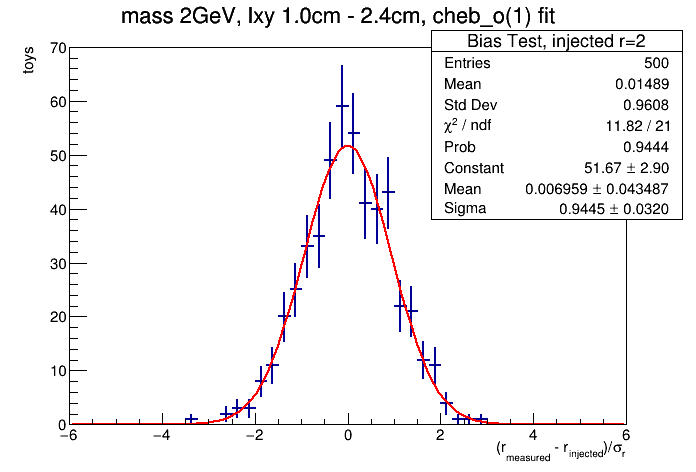 mass 2GeV, lxy 1.0cm - 2.4cm, cheb_o(1) fit
Bias Test, injected r=2
Entries 500
Mean 0.01489
Std Dev 0.9608
χ² / ndf 11.82 / 21
Prob 0.9444
Constant 51.67 ± 2.90
Mean 0.006959 ± 0.043487
Sigma 0.9445 ± 0.0320
toys
70
60
50
40
30
20
10
0
−6 −4 −2 0 2 4 6
(r_measured - r_injected)/σ_r